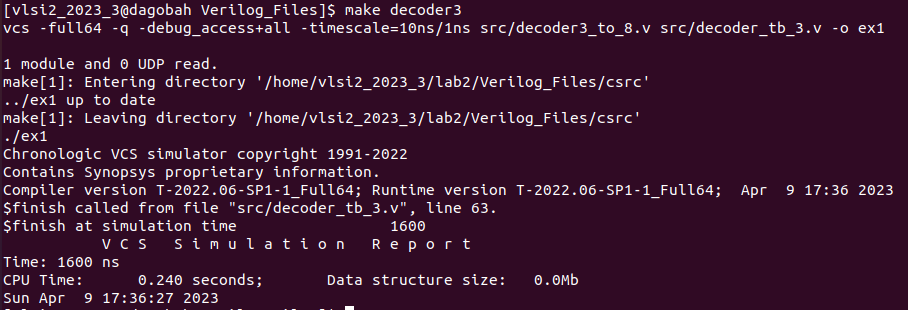 [vlsi2_2023_3@dagobah Verilog_Files]$ make decoder3
vcs -full64 -q -debug_access+all -timescale=10ns/1ns src/decoder3_to_8.v src/decoder_tb_3.v -o ex1

1 module and 0 UDP read.
make[1]: Entering directory '/home/vlsi2_2023_3/lab2/Verilog_Files/csrc'
../ex1 up to date
make[1]: Leaving directory '/home/vlsi2_2023_3/lab2/Verilog_Files/csrc'
./ex1
Chronologic VCS simulator copyright 1991-2022
Contains Synopsys proprietary information.
Compiler version T-2022.06-SP1-1_Full64; Runtime version T-2022.06-SP1-1_Full64;  Apr  9 17:36 2023
$finish called from file "src/decoder_tb_3.v", line 63.
$finish at simulation time                 1600
           V C S   S i m u l a t i o n   R e p o r t
Time: 1600 ns
CPU Time:      0.240 seconds;       Data structure size:   0.0Mb
Sun Apr  9 17:36:27 2023